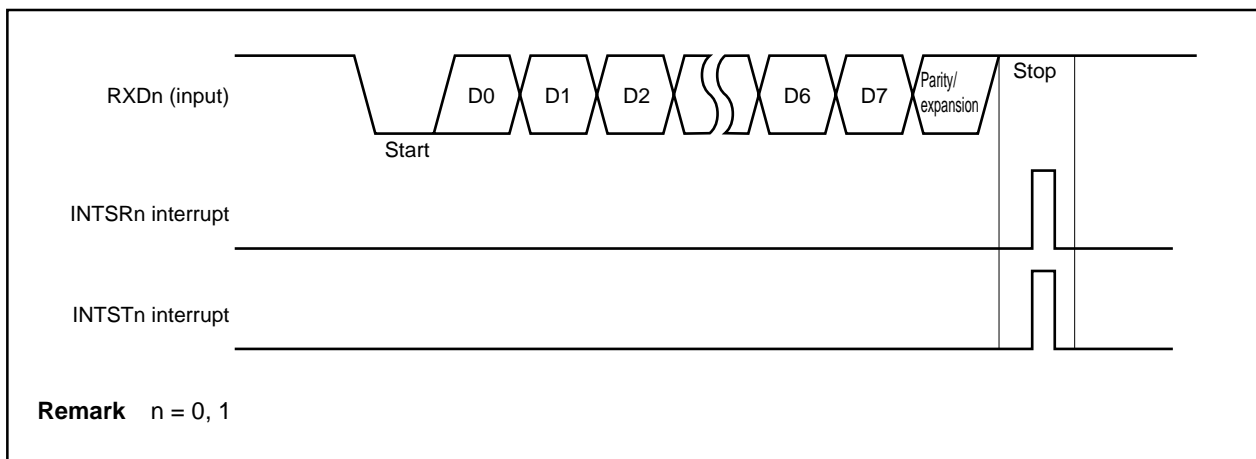 RXDn (input)
D0 D1 D2 D6 D7 Parity/
expansion
Stop
Start
INTSRn interrupt
INTSTn interrupt
Remark n = 0, 1